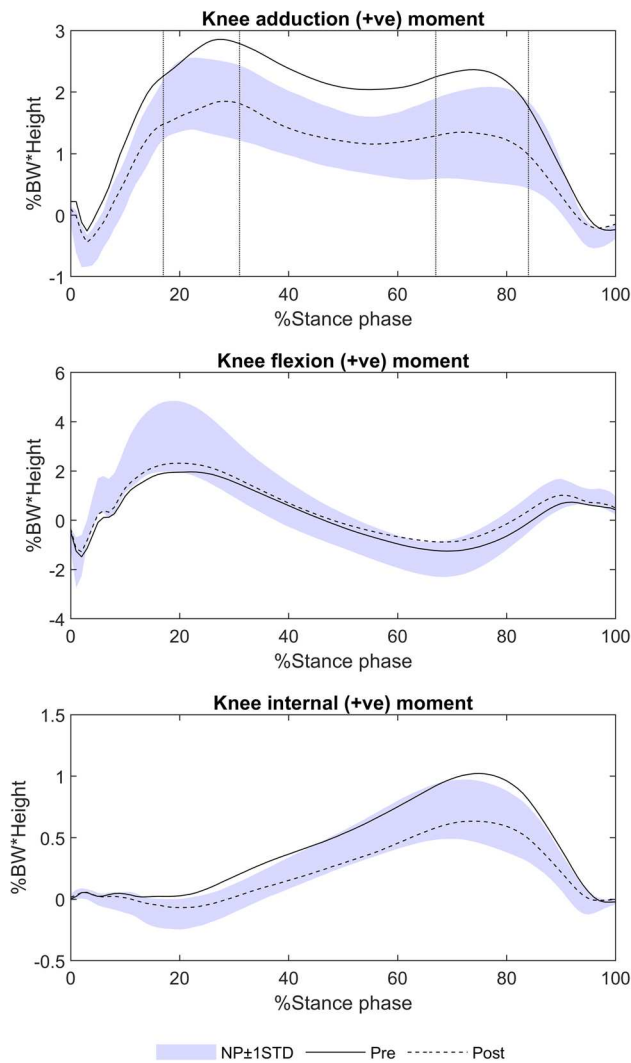 Knee adduction (+ve) moment
3
2
1
0
-1
%BW*Height
0 20 40 60 80 100
%Stance phase
Knee flexion (+ve) moment
6
4
2
0
-2
-4
%BW*Height
0 20 40 60 80 100
%Stance phase
Knee internal (+ve) moment
1.5
1
0.5
0
-0.5
%BW*Height
0 20 40 60 80 100
%Stance phase
NP±1STD Pre Post